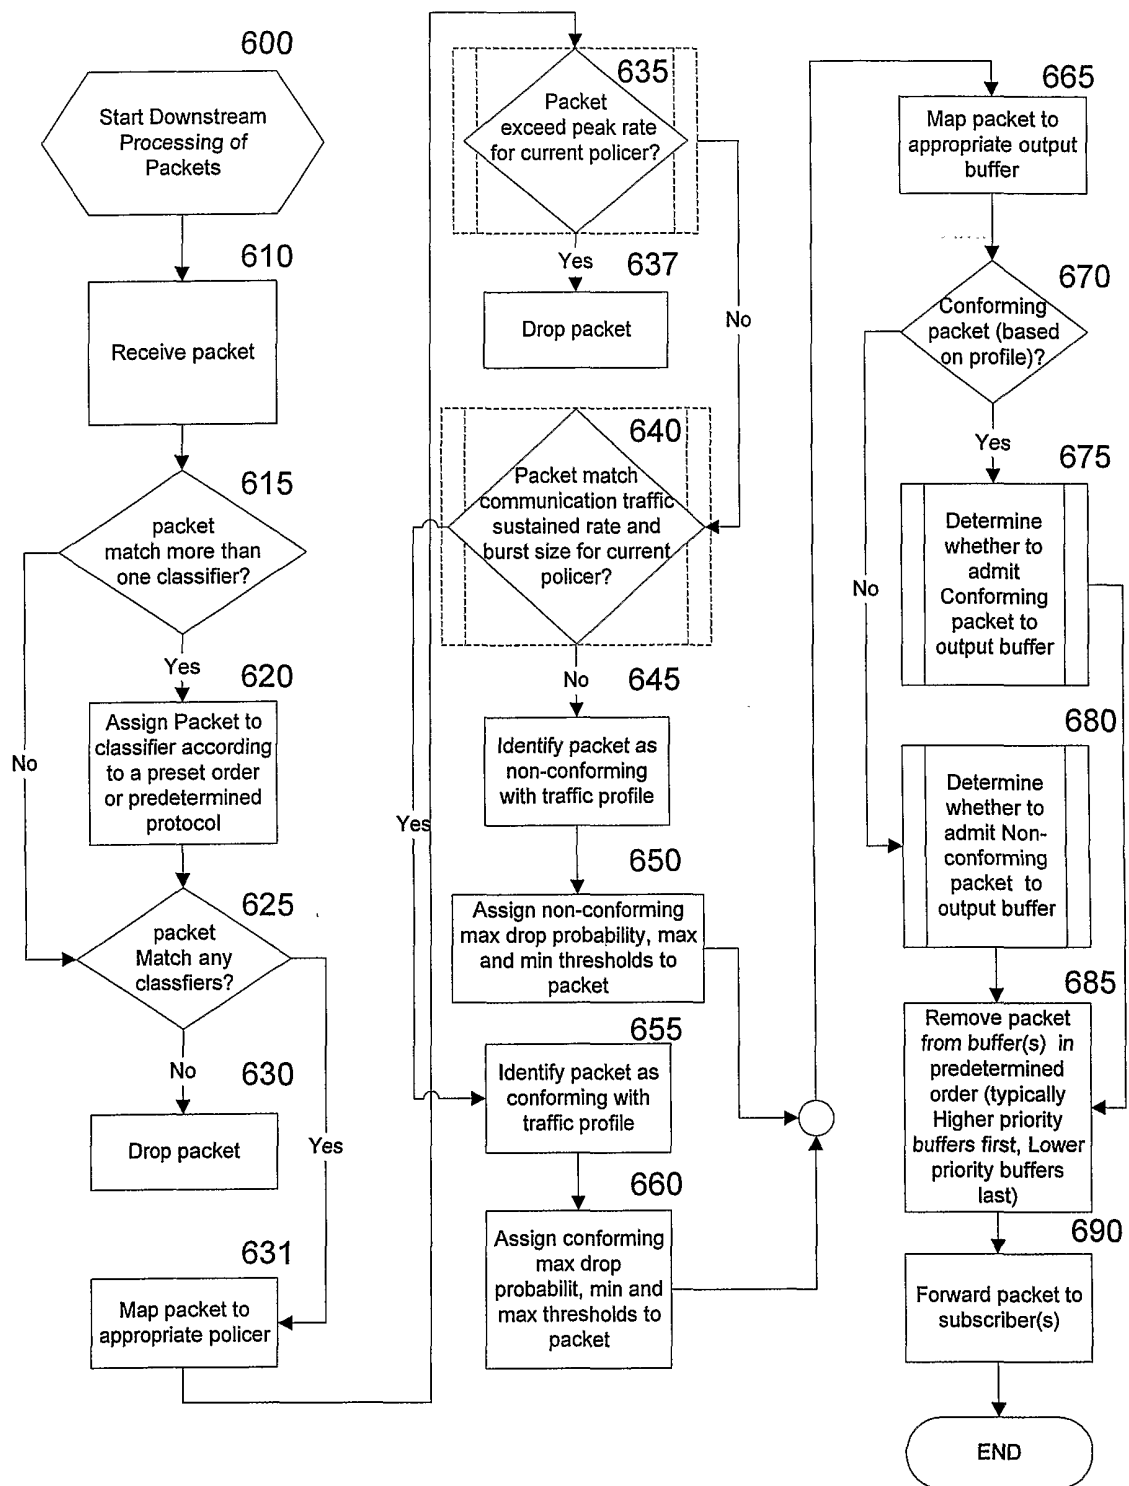 600
Start Downstream
Processing of
Packets
610
Receive packet
615
packet
match more than
one classifier?
Yes
No
620
Assign Packet to
classifier according
to a preset order
or predetermined
protocol
625
packet
Match any
classfiers?
No
Yes
630
Drop packet
631
Map packet to
appropriate policer
635
Packet
exceed peak rate
for current policer?
Yes
No
637
Drop packet
640
Packet match
communication traffic
sustained rate and
burst size for current
policer?
No
Yes
645
Identify packet as
non-conforming
with traffic profile
650
Assign non-conforming
max drop probability, max
and min thresholds to
packet
655
Identify packet as
conforming with
traffic profile
660
Assign conforming
max drop
probabilit, min and
max thresholds to
packet
665
Map packet to
appropriate output
buffer
670
Conforming
packet (based
on profile)?
Yes
No
675
Determine
whether to
admit
Conforming
packet to
output buffer
680
Determine
whether to
admit Non-
conforming
packet to
output buffer
685
Remove packet
from buffer(s) in
predetermined
order (typically
Higher priority
buffers first, Lower
priority buffers
last)
690
Forward packet to
subscriber(s)
END